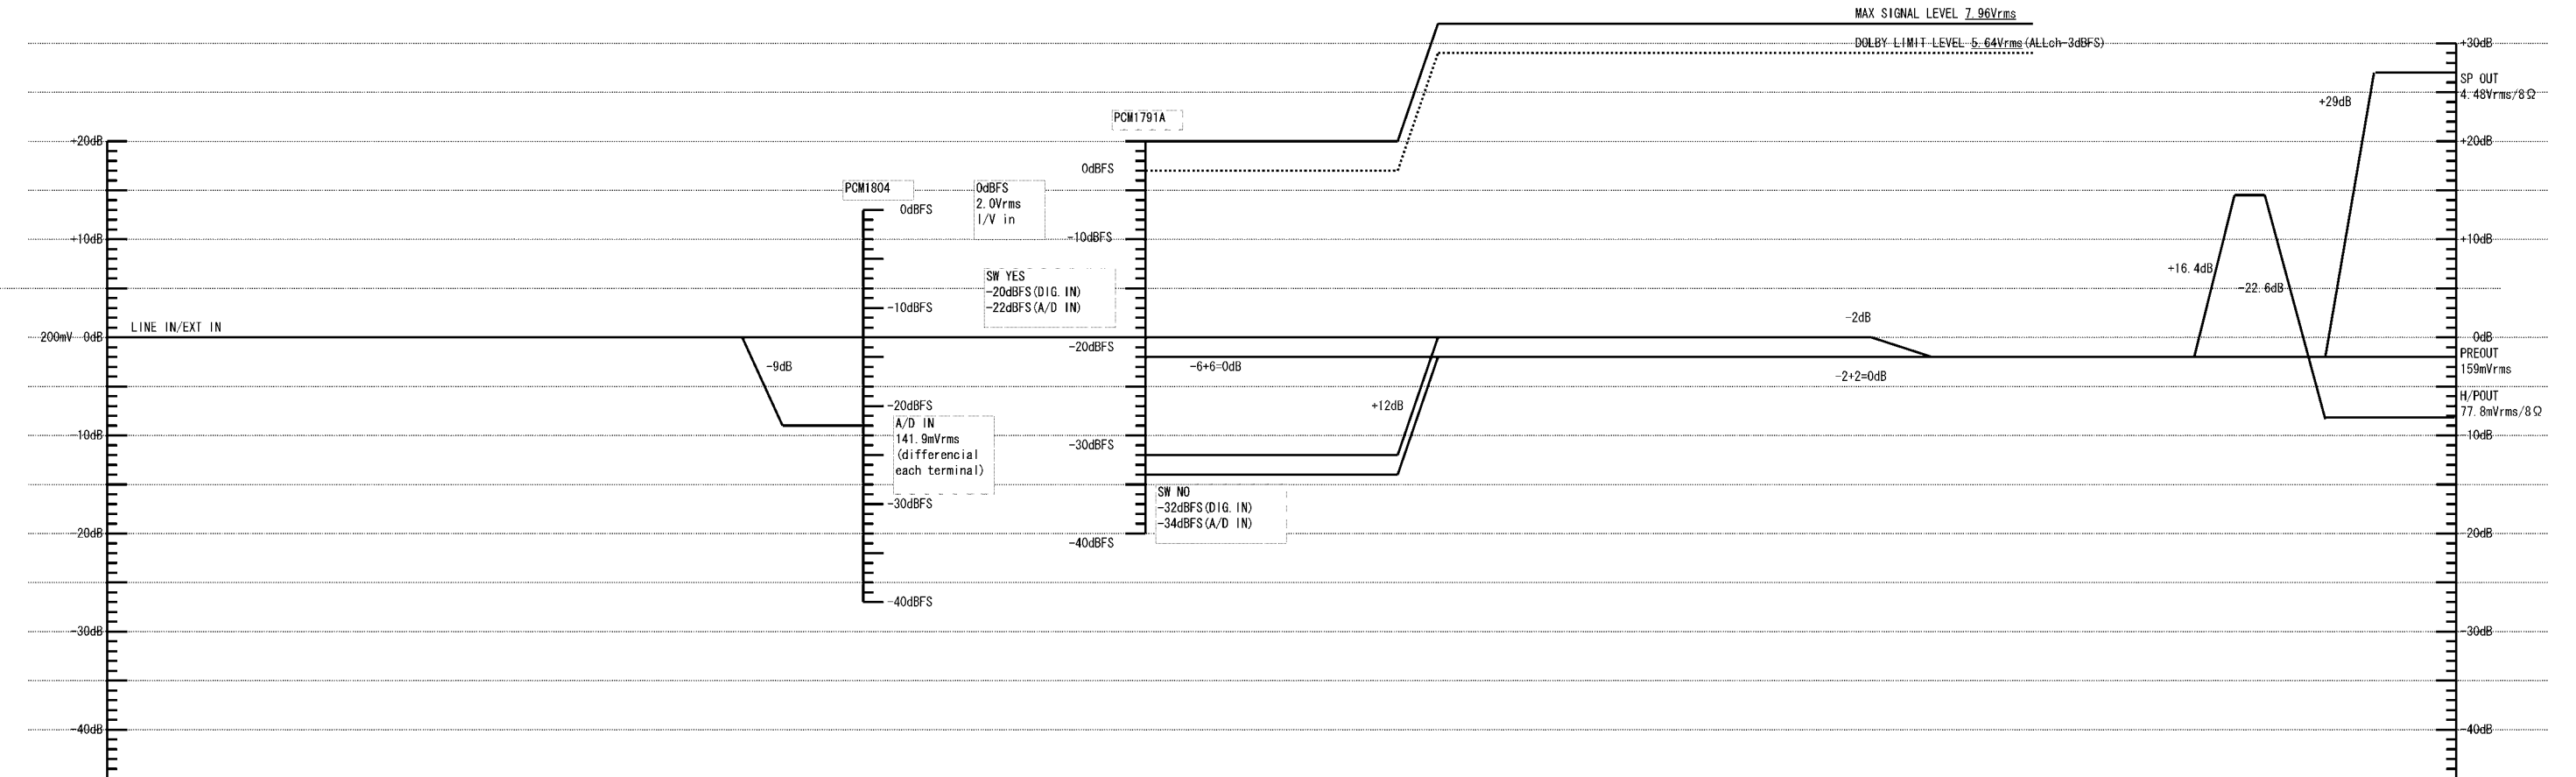 MAX SIGNAL LEVEL 7.96Vrms
DOLBY LIMIT LEVEL 5.64Vrms(ALLch-3dBFS)
+30dB
SP OUT
4.48Vrms/8Ω
+29dB
PCM1791A
+20dB
+20dB
0dBFS
PCM1804
0dBFS
0dBFS
2.0Vrms
I/V in
+10dB
-10dBFS
+10dB
+16.4dB
SW YES
-20dBFS(DIG.IN)
-22dBFS(A/D IN)
-22.6dB
-10dBFS
-2dB
LINE IN/EXT IN
200mV 0dB
-20dBFS
0dB
PREOUT
159mVrms
-9dB
-6+6=0dB
-2+2=0dB
H/POUT
77.8mVrms/8Ω
-20dBFS
+12dB
A/D IN
141.9mVrms
(differencial
each terminal)
-10dB
-30dBFS
-10dB
SW NO
-32dBFS(DIG.IN)
-34dBFS(A/D IN)
-30dBFS
-20dB
-40dBFS
-20dB
-40dBFS
-30dB
-30dB
-40dB
-40dB